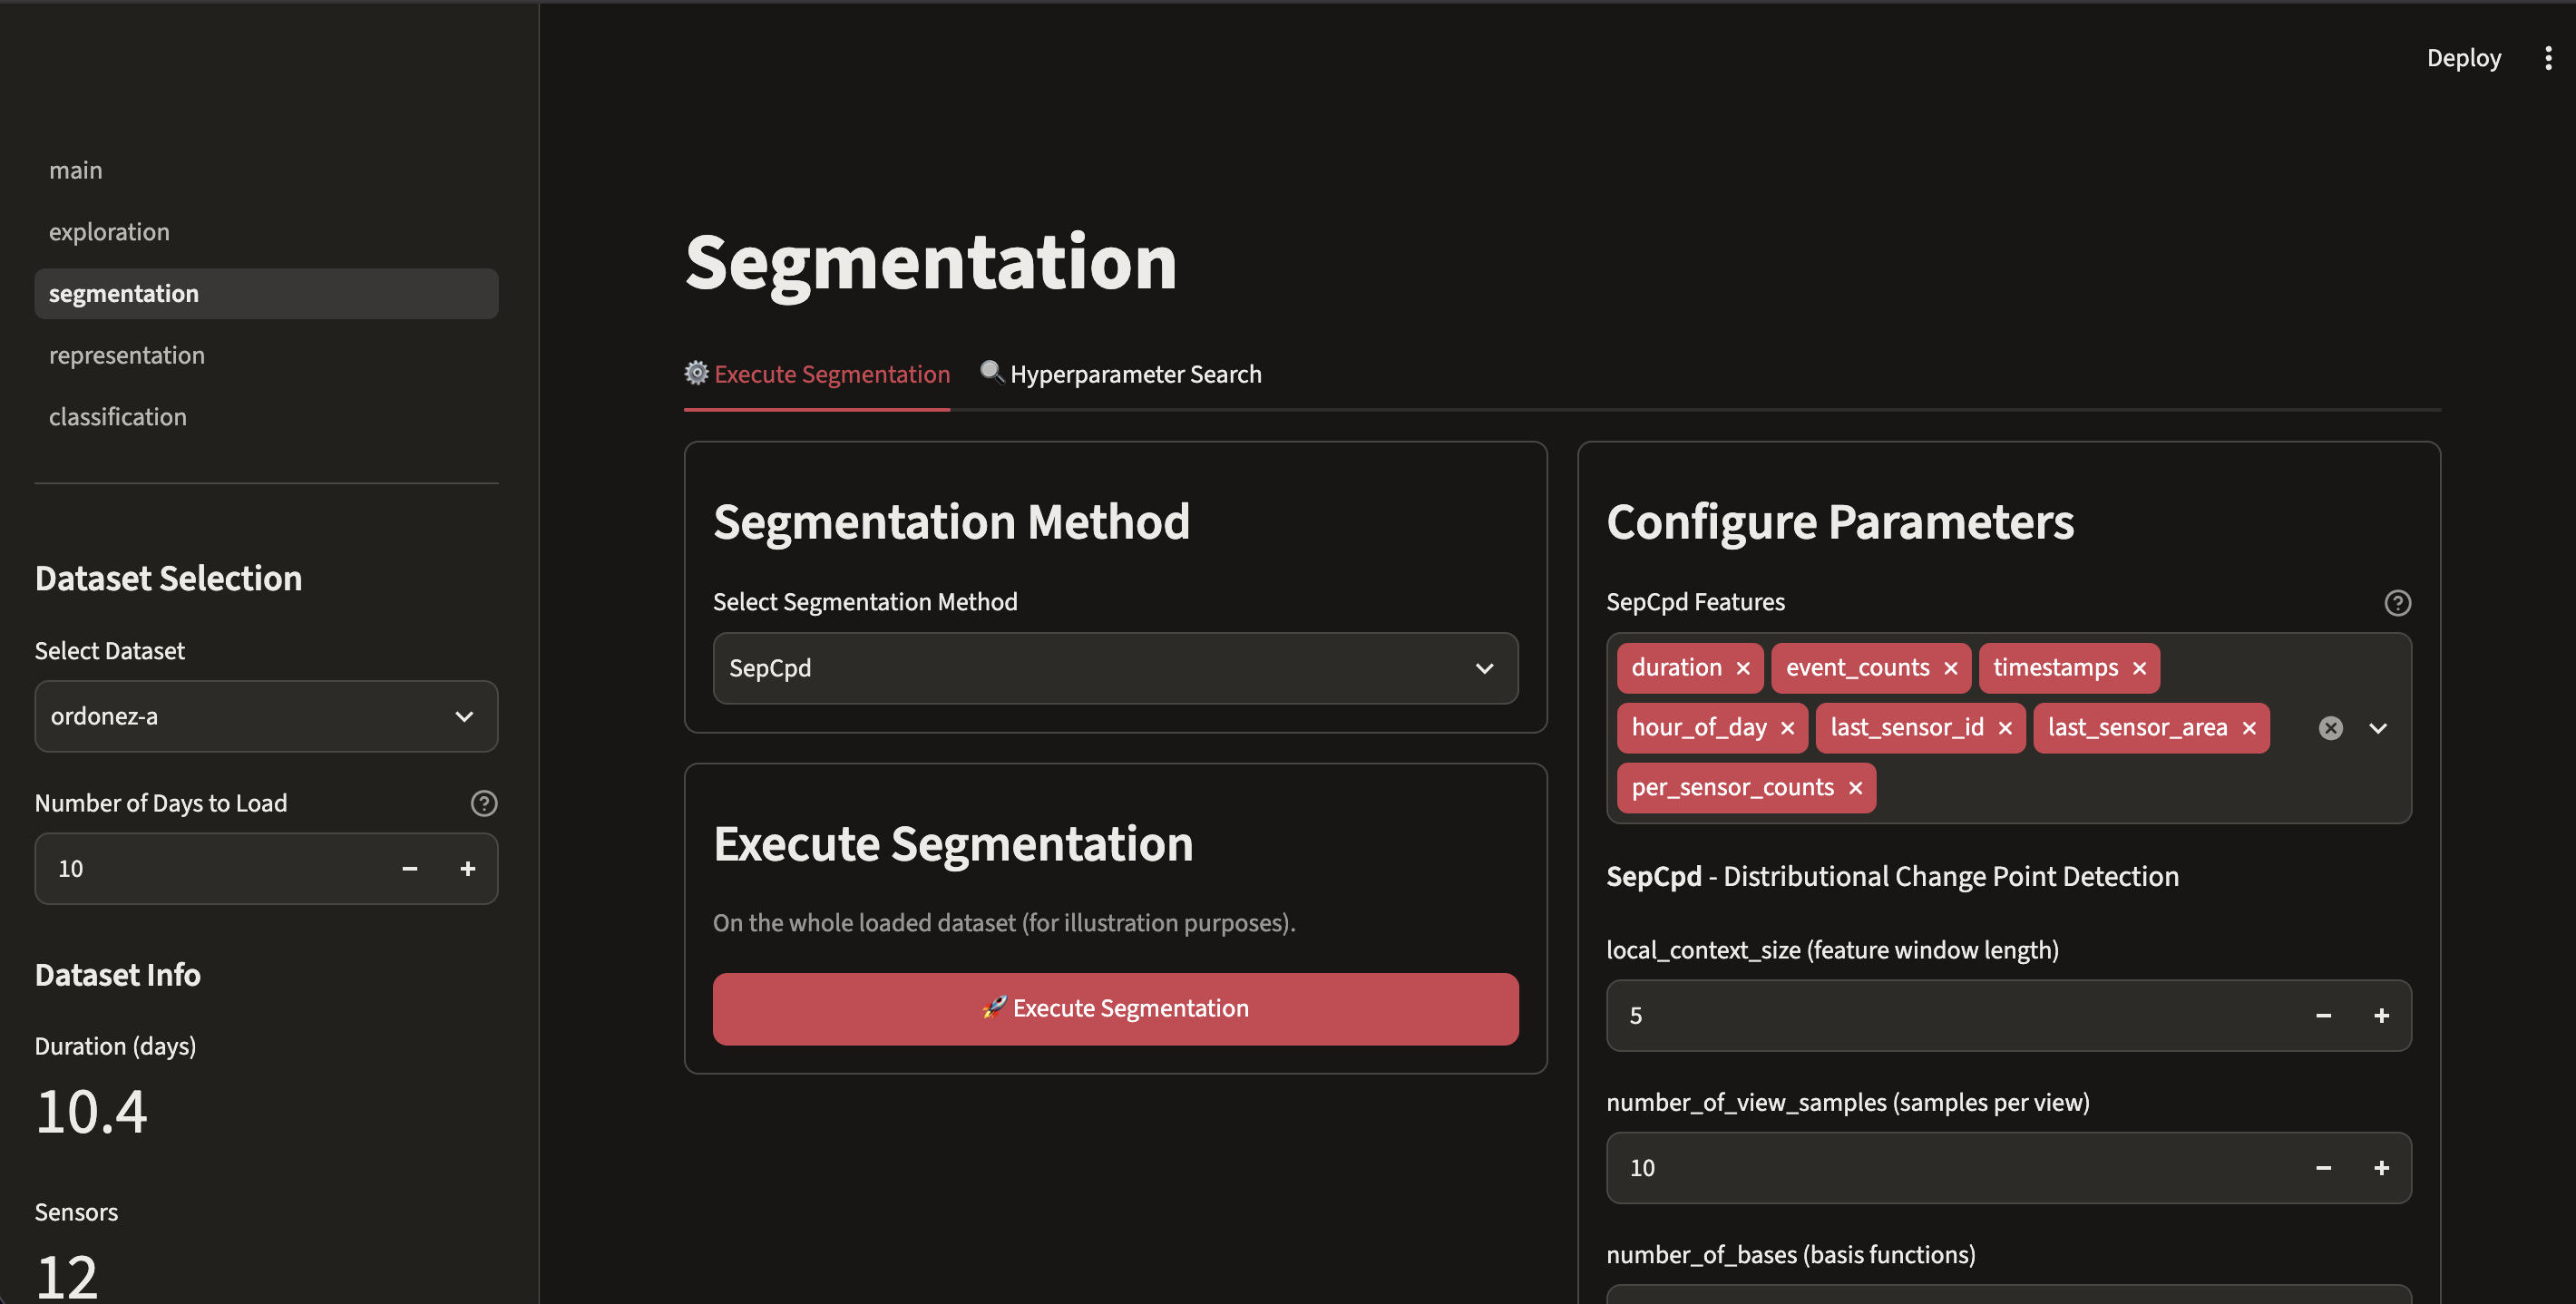 Deploy
main
exploration
segmentation
representation
classification
Dataset Selection
Select Dataset
ordonez-a
Number of Days to Load
10
Dataset Info
Duration (days)
10.4
Sensors
12
Segmentation
Execute Segmentation
Hyperparameter Search
Segmentation Method
Select Segmentation Method
SepCpd
Execute Segmentation
On the whole loaded dataset (for illustration purposes).
Execute Segmentation
Configure Parameters
SepCpd Features
duration event_counts timestamps
hour_of_day last_sensor_id last_sensor_area
per_sensor_counts
SepCpd - Distributional Change Point Detection
local_context_size (feature window length)
5
number_of_view_samples (samples per view)
10
number_of_bases (basis functions)